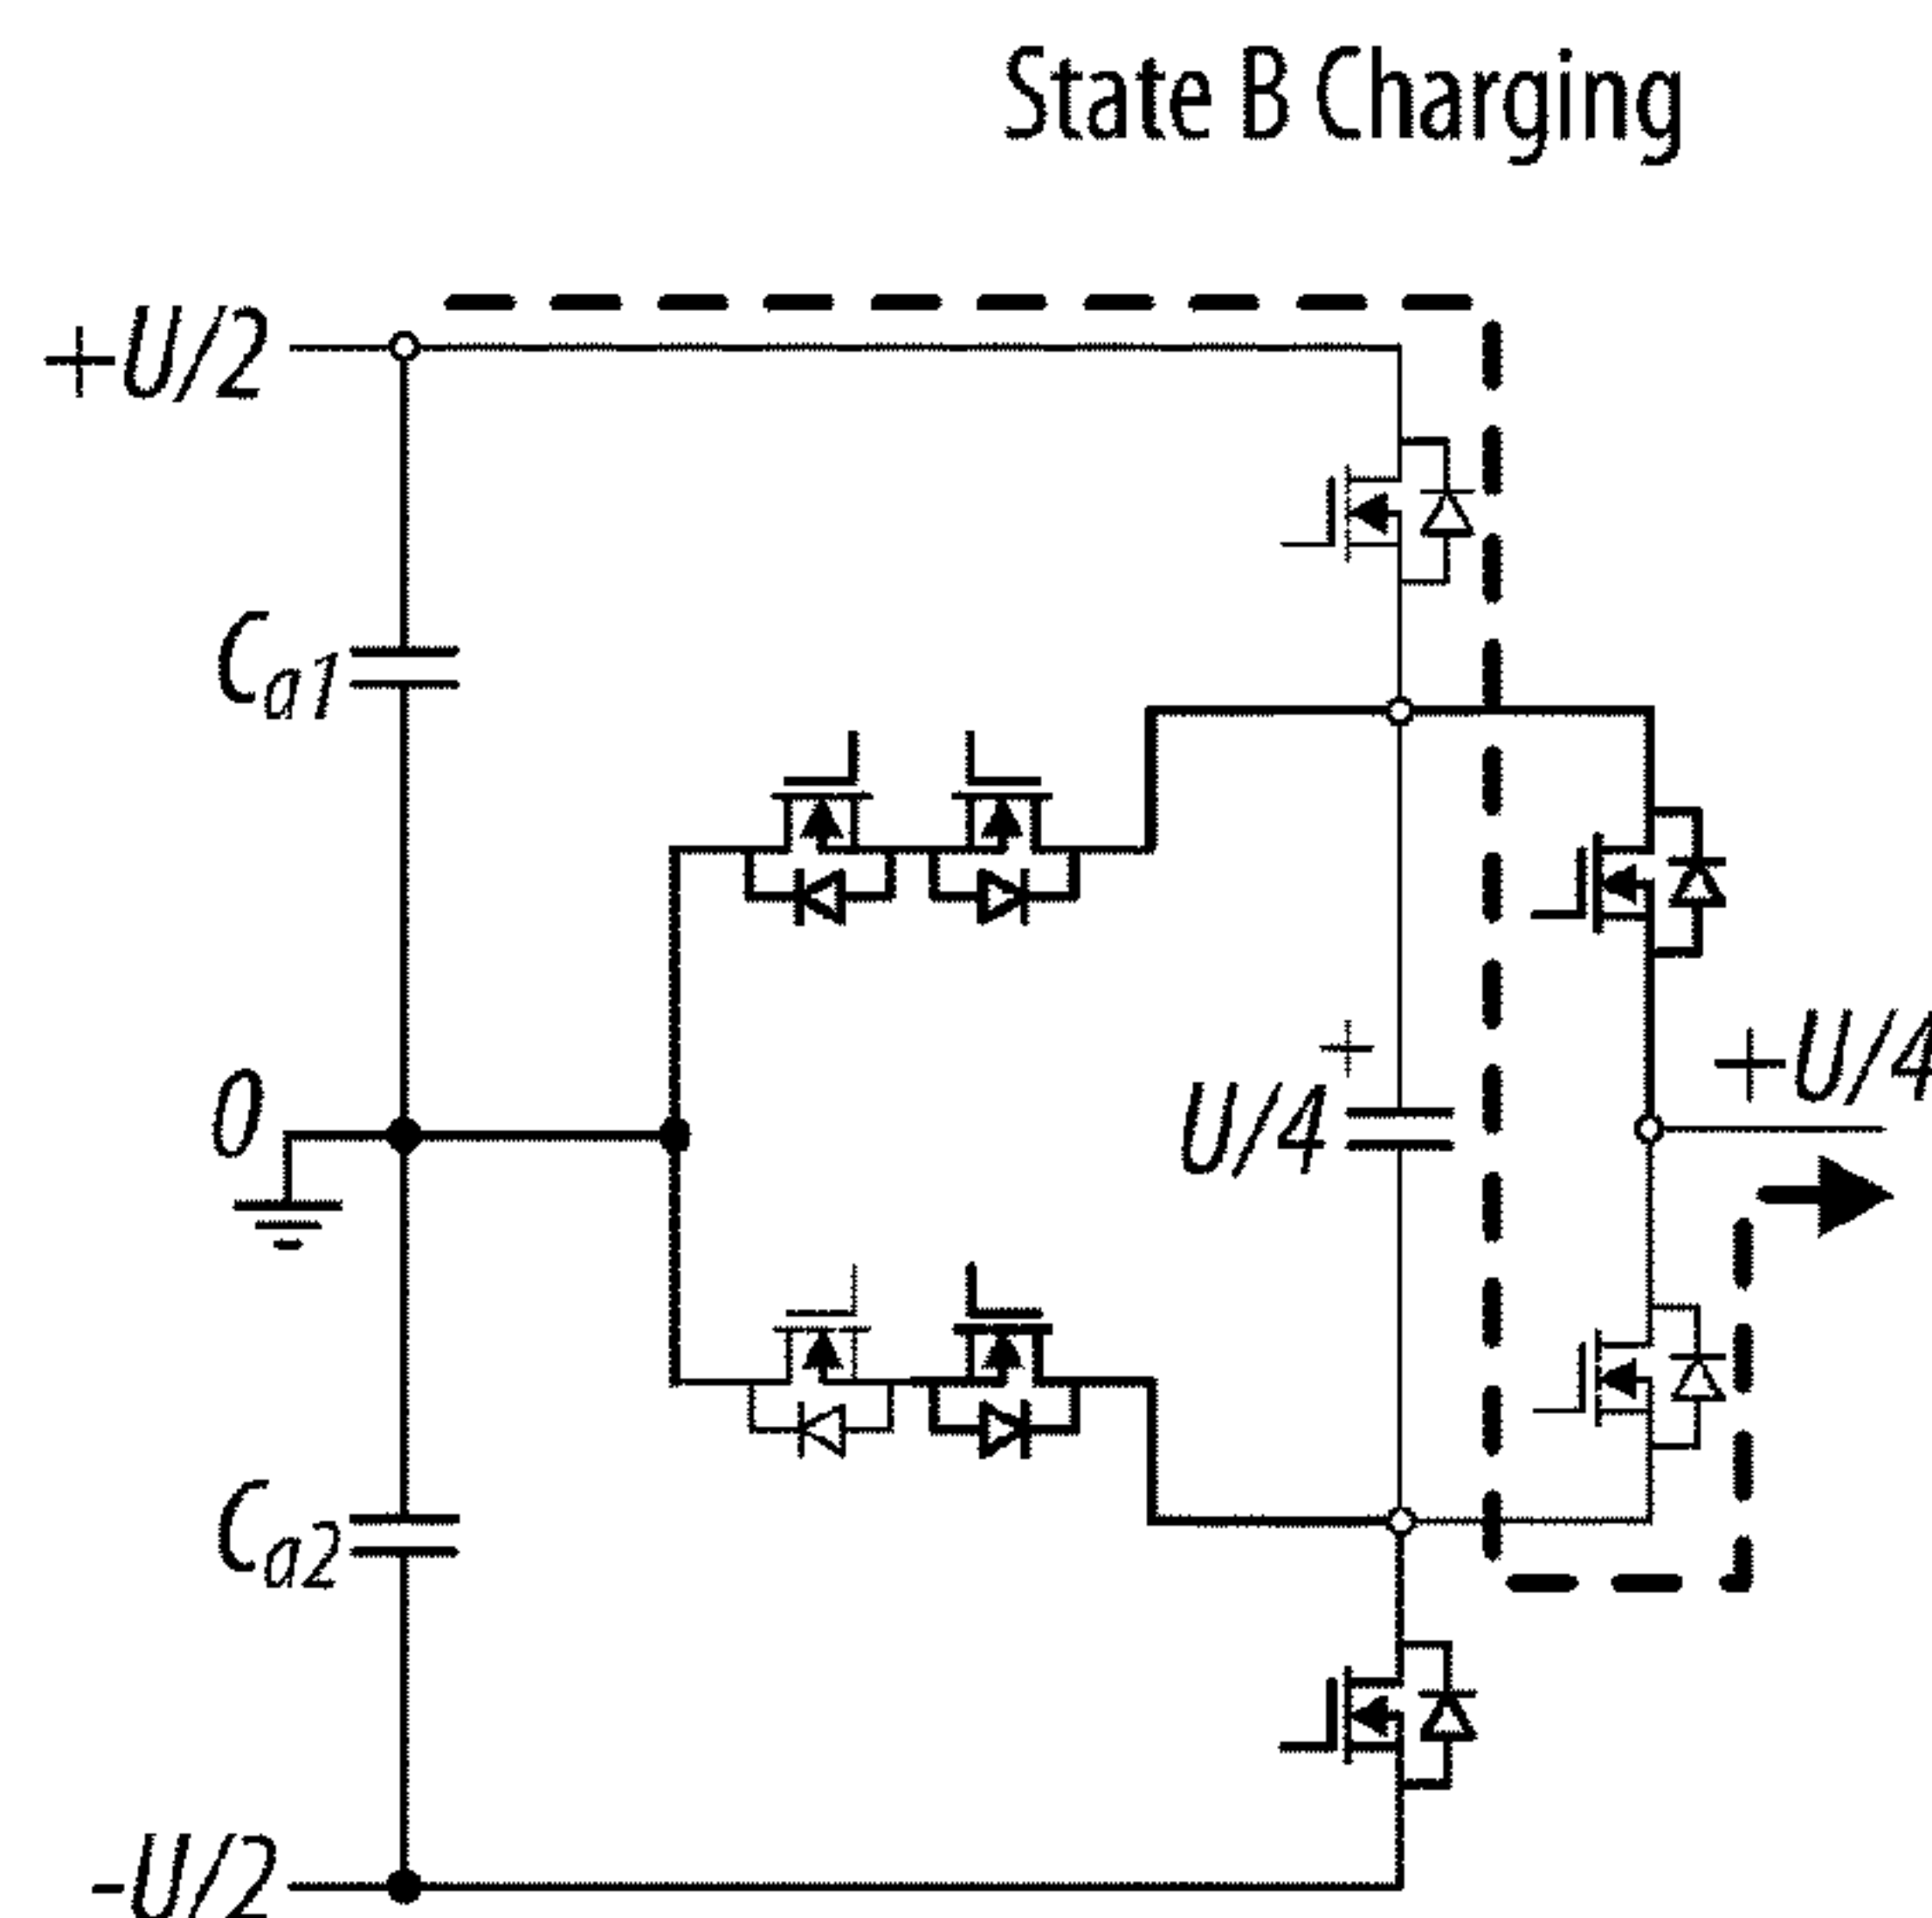 State B Charging
+U/2
Ca1
+U/4
+
U/4
0
Ca2
-U/2